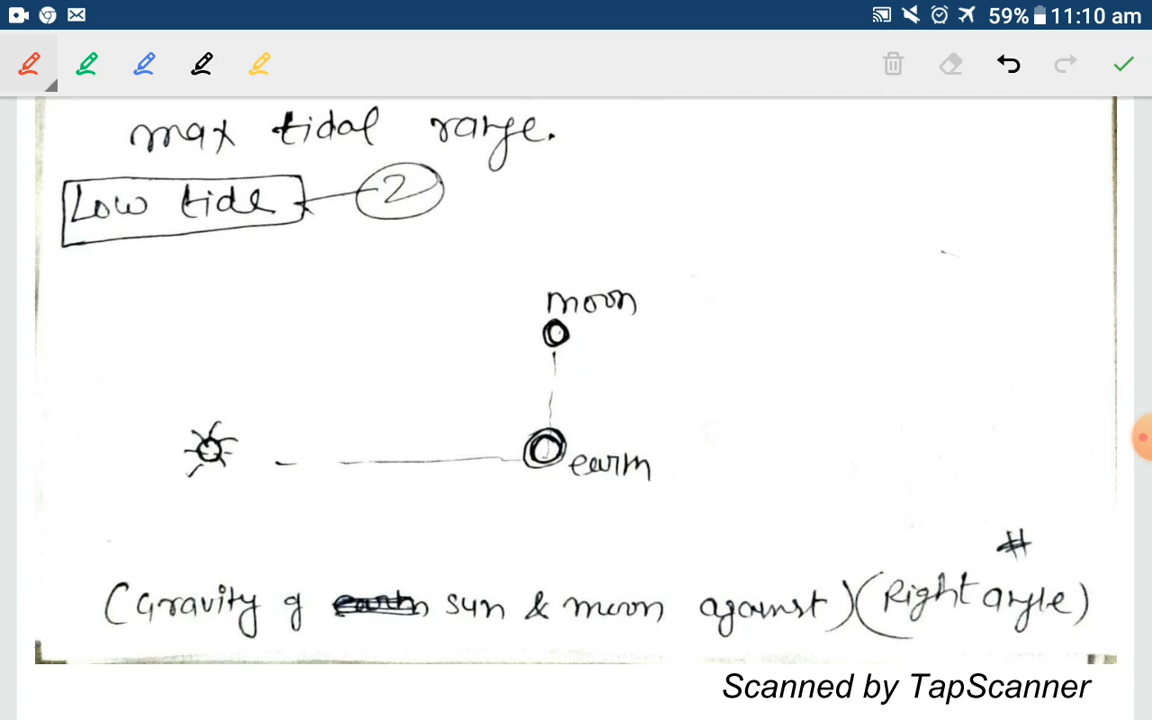 59% 11:10 am
max tidal range.
Low tide 2
moon
earth
#
(Gravity of sun & moon against) (Right angle)
Scanned by TapScanner